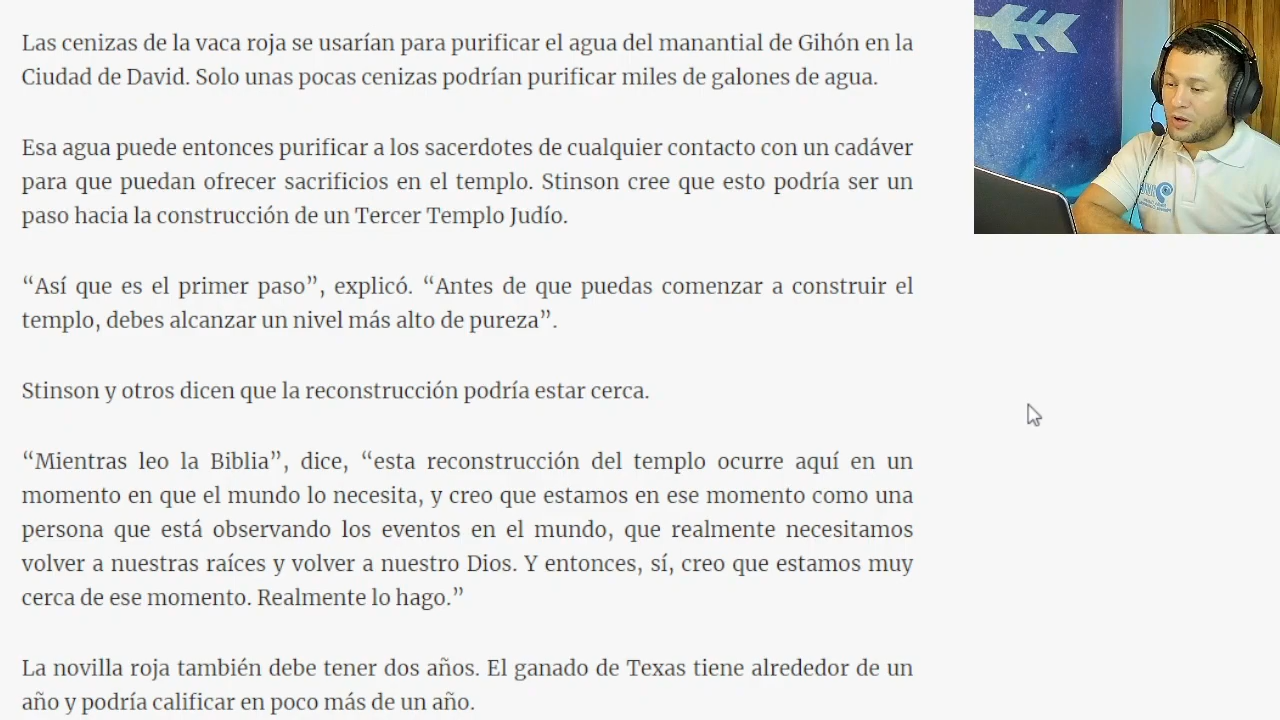 Las cenizas de la vaca roja se usarían para purificar el agua del manantial de Gihón en la
Ciudad de David. Solo unas pocas cenizas podrían purificar miles de galones de agua.
Esa agua puede entonces purificar a los sacerdotes de cualquier contacto con un cadáver
para que puedan ofrecer sacrificios en el templo. Stinson cree que esto podría ser un
paso hacia la construcción de un Tercer Templo Judío.
“Así que es el primer paso”, explicó. “Antes de que puedas comenzar a construir el
templo, debes alcanzar un nivel más alto de pureza”.
Stinson y otros dicen que la reconstrucción podría estar cerca.
“Mientras leo la Biblia”, dice, “esta reconstrucción del templo ocurre aquí en un
momento en que el mundo lo necesita, y creo que estamos en ese momento como una
persona que está observando los eventos en el mundo, que realmente necesitamos
volver a nuestras raíces y volver a nuestro Dios. Y entonces, sí, creo que estamos muy
cerca de ese momento. Realmente lo hago.”
La novilla roja también debe tener dos años. El ganado de Texas tiene alrededor de un
año y podría calificar en poco más de un año.